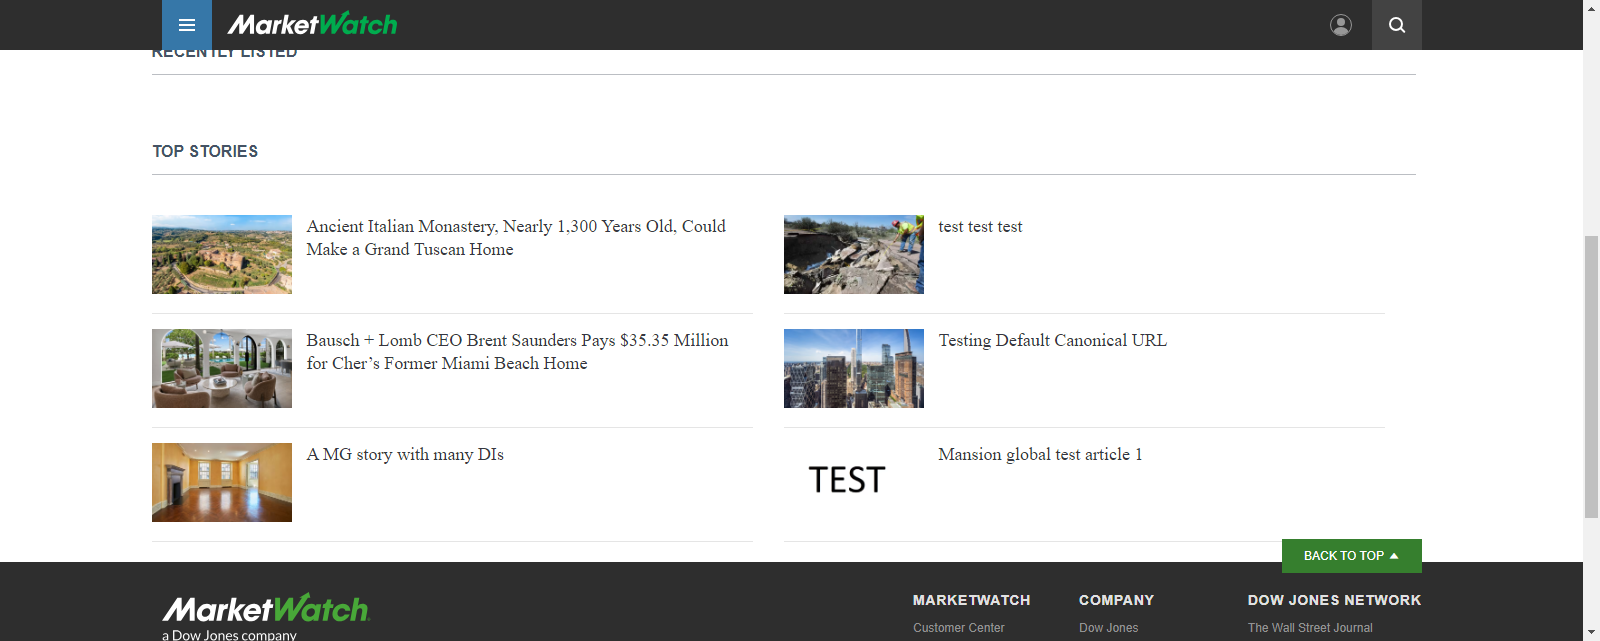 MarketWatch
RECENTLY LISTED
TOP STORIES
Ancient Italian Monastery, Nearly 1,300 Years Old, Could
Make a Grand Tuscan Home
test test test
Bausch + Lomb CEO Brent Saunders Pays $35.35 Million
for Cher’s Former Miami Beach Home
Testing Default Canonical URL
A MG story with many DIs
TEST
Mansion global test article 1
BACK TO TOP
MarketWatch
a Dow Jones company
MARKETWATCH
Customer Center
COMPANY
Dow Jones
DOW JONES NETWORK
The Wall Street Journal